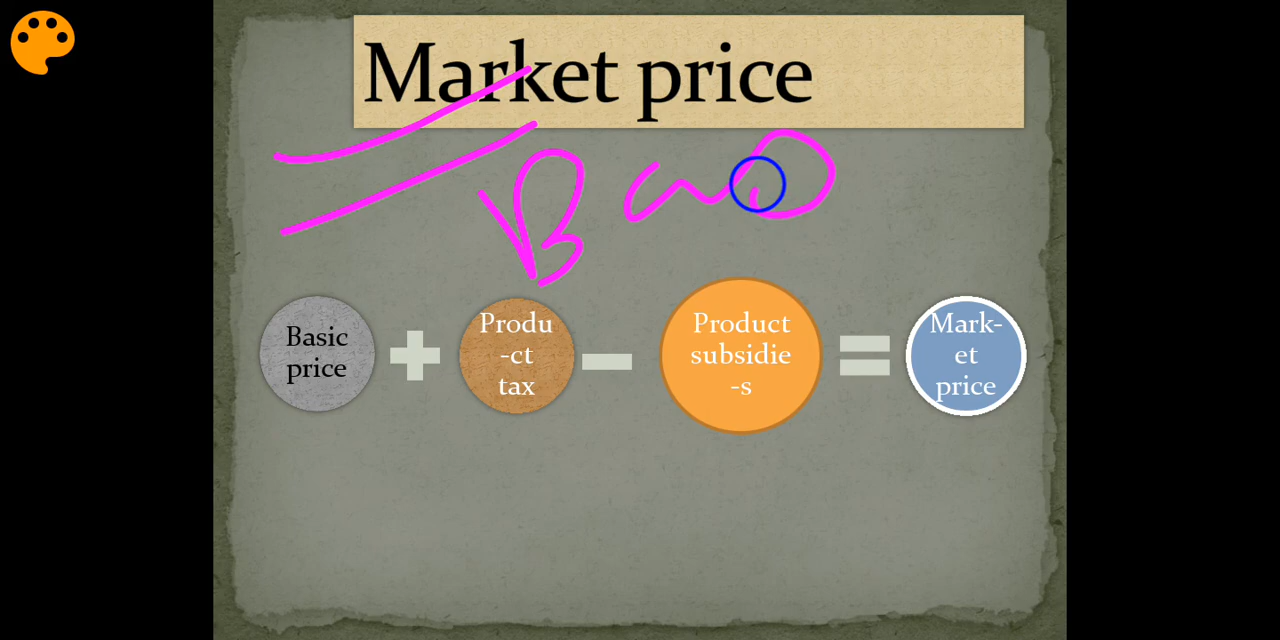 Market price
Basic
price
+
Produ
-ct
tax
–
Product
subsidie
-s
=
Mark-
et
price